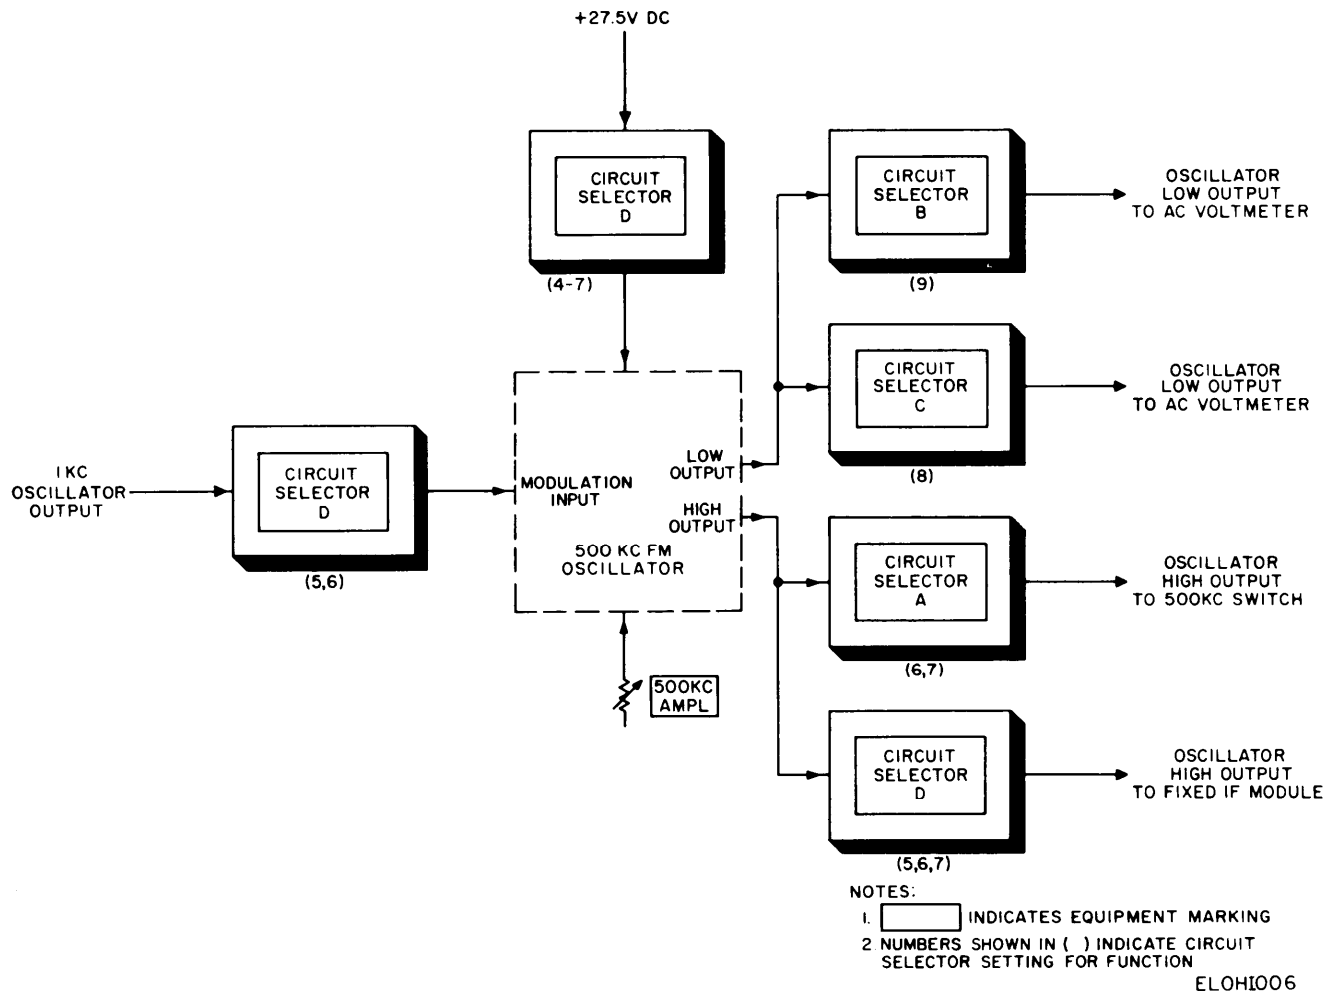 +27.5V DC
CIRCUIT
SELECTOR
D
(4-7)
CIRCUIT
SELECTOR
B
(9)
OSCILLATOR
LOW OUTPUT
TO AC VOLTMETER
CIRCUIT
SELECTOR
C
(8)
OSCILLATOR
LOW OUTPUT
TO AC VOLTMETER
1 KC
OSCILLATOR
OUTPUT
CIRCUIT
SELECTOR
D
(5,6)
MODULATION
INPUT
LOW
OUTPUT
HIGH
OUTPUT
500 KC FM
OSCILLATOR
500KC
AMPL
CIRCUIT
SELECTOR
A
(6,7)
OSCILLATOR
HIGH OUTPUT
TO 500KC SWITCH
CIRCUIT
SELECTOR
D
(5,6,7)
OSCILLATOR
HIGH OUTPUT
TO FIXED IF MODULE
NOTES:
1. INDICATES EQUIPMENT MARKING
2. NUMBERS SHOWN IN ( ) INDICATE CIRCUIT
SELECTOR SETTING FOR FUNCTION
ELOHI006